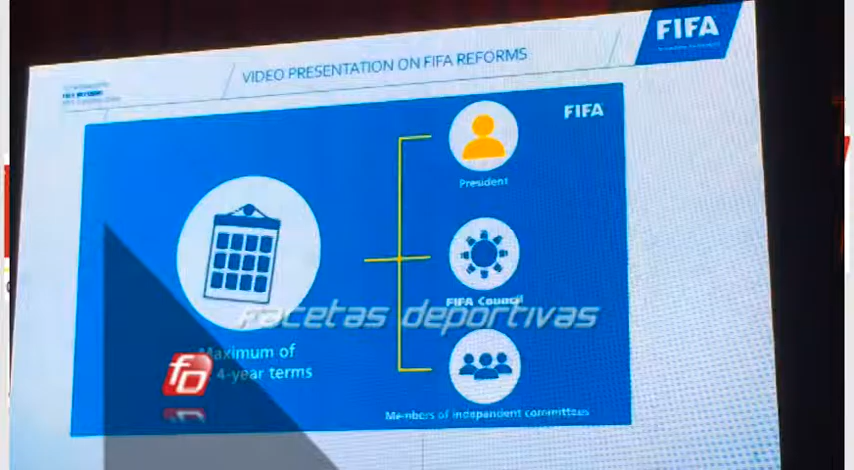 FIFA
VIDEO PRESENTATION ON FIFA REFORMS
FIFA
President
FIFA Council
facetas deportivas
Maximum of
4-year terms
fD
Members of independent committees